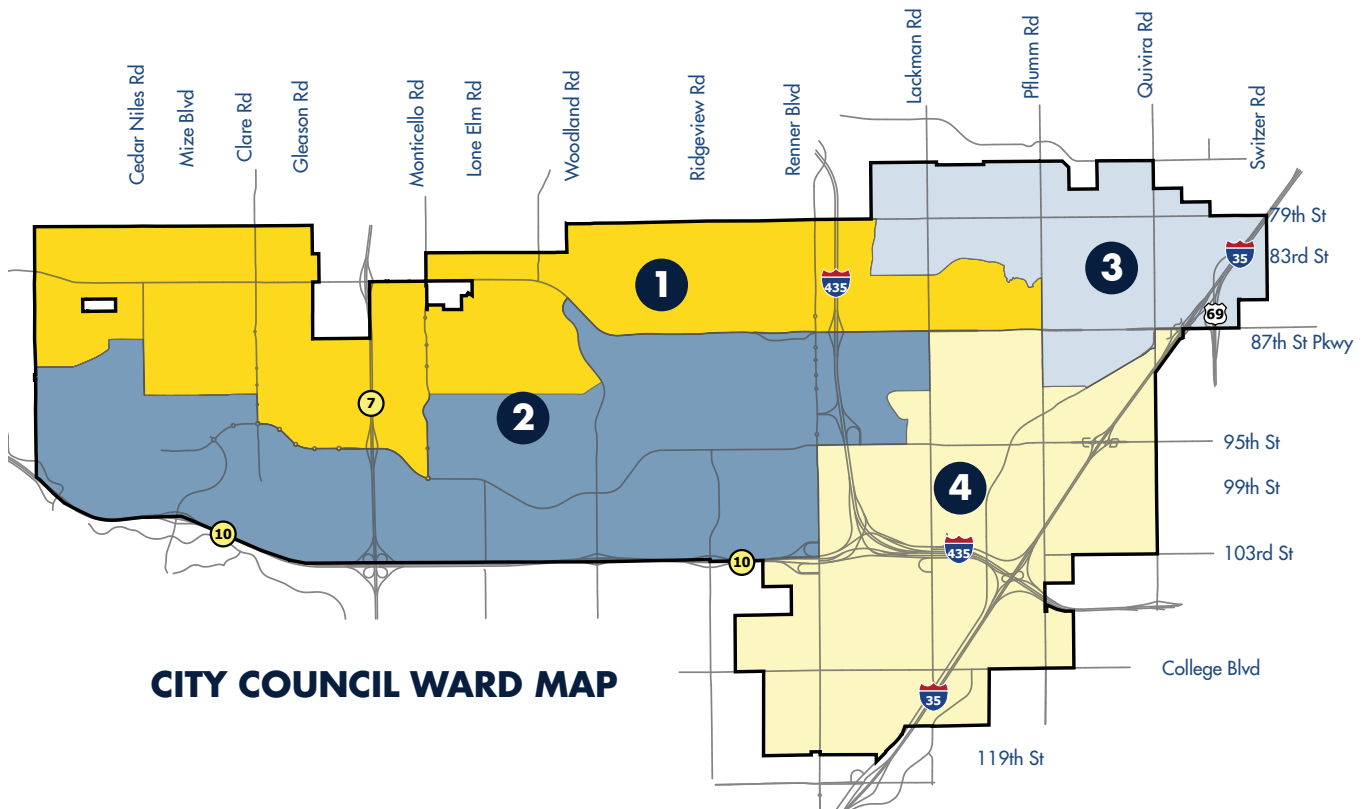 Cedar Niles Rd
Mize Blvd
Clare Rd
Gleason Rd
Monticello Rd
Lone Elm Rd
Woodland Rd
Ridgeview Rd
Renner Blvd
Lackman Rd
Pflumm Rd
Quivira Rd
Switzer Rd
79th St
83rd St
87th St Pkwy
95th St
99th St
103rd St
College Blvd
119th St
1
2
3
4
435
35
69
7
10
10
435
35
CITY COUNCIL WARD MAP